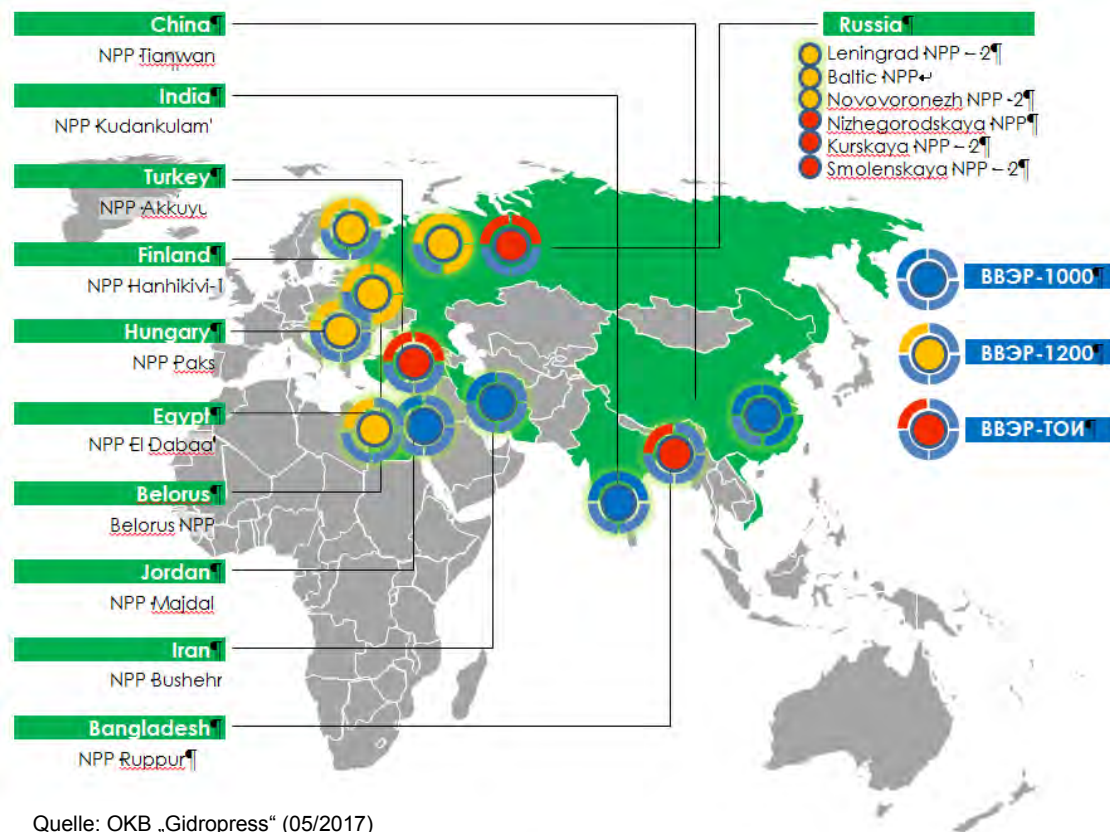 China¶
NPP Tianwan
India¶
NPP Kudankulam'
Turkey¶
NPP Akkuyu
Finland¶
NPP Hanhikivi-1
Hungary¶
NPP Paks
Egypt¶
NPP El Dabaa'
Belorus¶
Belorus NPP
Jordan¶
NPP Majdal
Iran¶
NPP Bushehr
Bangladesh¶
NPP Ruppur¶
Russia¶
Leningrad NPP – 2¶
Baltic NPP↵
Novovoronezh NPP -2¶
Nizhegorodskaya NPP¶
Kurskaya NPP – 2¶
Smolenskaya NPP – 2¶
ВВЭР-1000¶
ВВЭР-1200¶
ВВЭР-ТОИ¶
Quelle: OKB „Gidropress“ (05/2017)